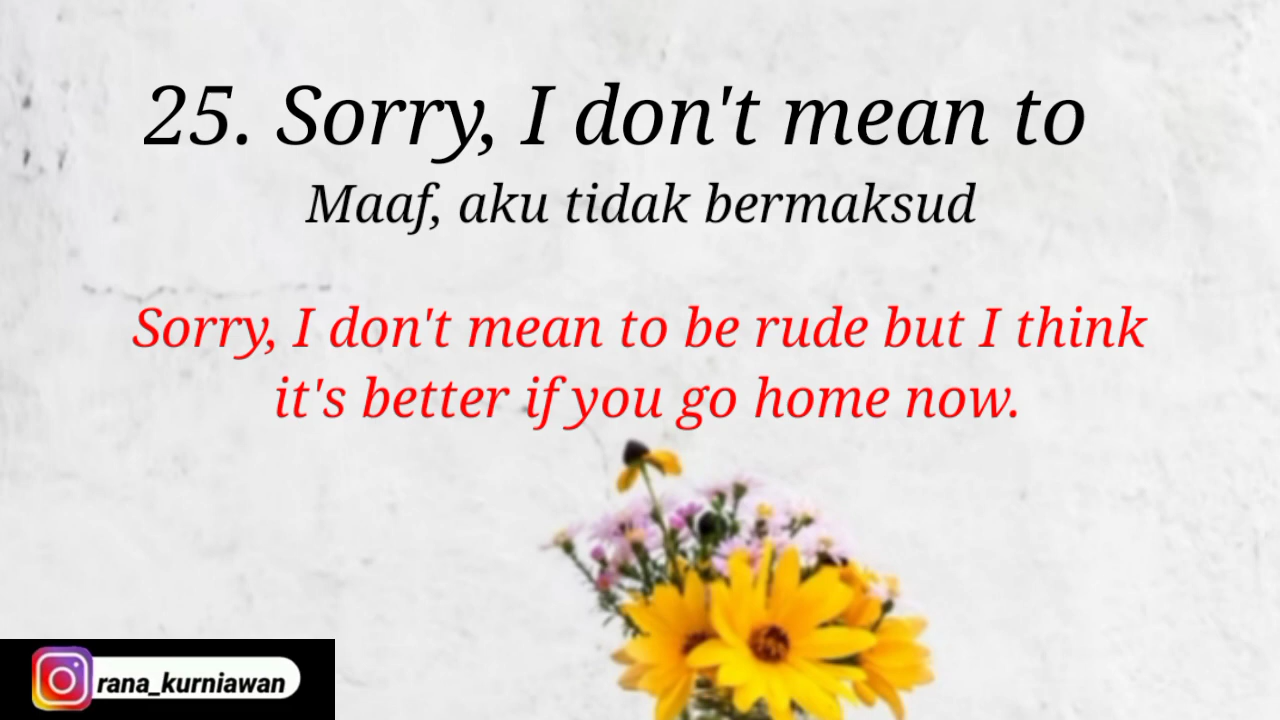 25. Sorry, I don't mean to
Maaf, aku tidak bermaksud
Sorry, I don't mean to be rude but I think
it's better if you go home now.
rana_kurniawan